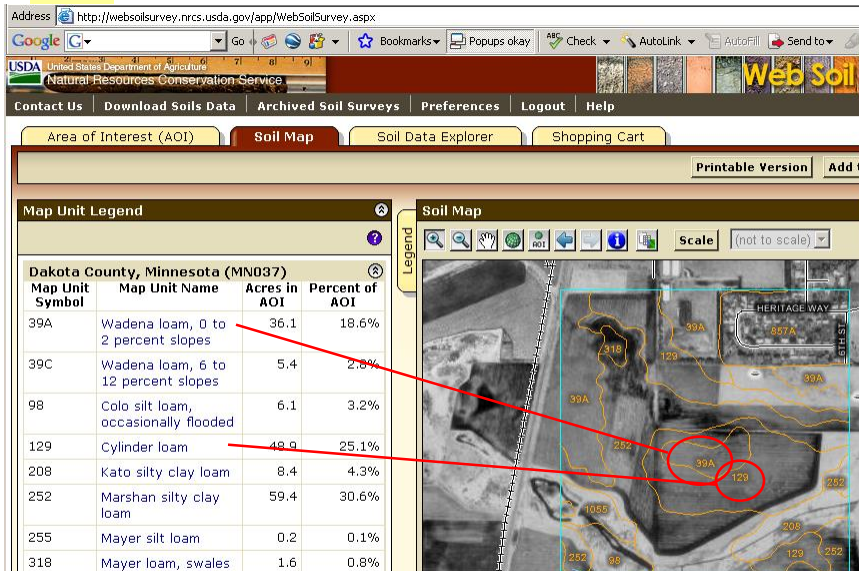 Address http://websoilsurvey.nrcs.usda.gov/app/WebSoilSurvey.aspx
Google G Go Bookmarks Popups okay ABC Check AutoLink AutoFill Send to
7 8 9
USDA United States Department of Agriculture
Natural Resources Conservation Service
Web Soil
Contact Us Download Soils Data Archived Soil Surveys Preferences Logout Help
Area of Interest (AOI) Soil Map Soil Data Explorer Shopping Cart
Printable Version Add
Map Unit Legend
?
Dakota County, Minnesota (MN037)
Map Unit Symbol Map Unit Name Acres in AOI Percent of AOI
39A Wadena loam, 0 to 36.1 18.6%
2 percent slopes
39C Wadena loam, 6 to 5.4 2.8%
12 percent slopes
98 Colo silt loam, 6.1 3.2%
occasionally flooded
129 Cylinder loam 48.9 25.1%
208 Kato silty clay loam 8.4 4.3%
252 Marshan silty clay 59.4 30.6%
loam
255 Mayer silt loam 0.2 0.1%
318 Mayer loam, swales 1.6 0.8%
Legend
Soil Map
AOI i Scale (not to scale)
HERITAGE WAY
39A 857A
6TH ST
318 129
39A
39A
252
39A
129 252
1055
208
129 252
252 98